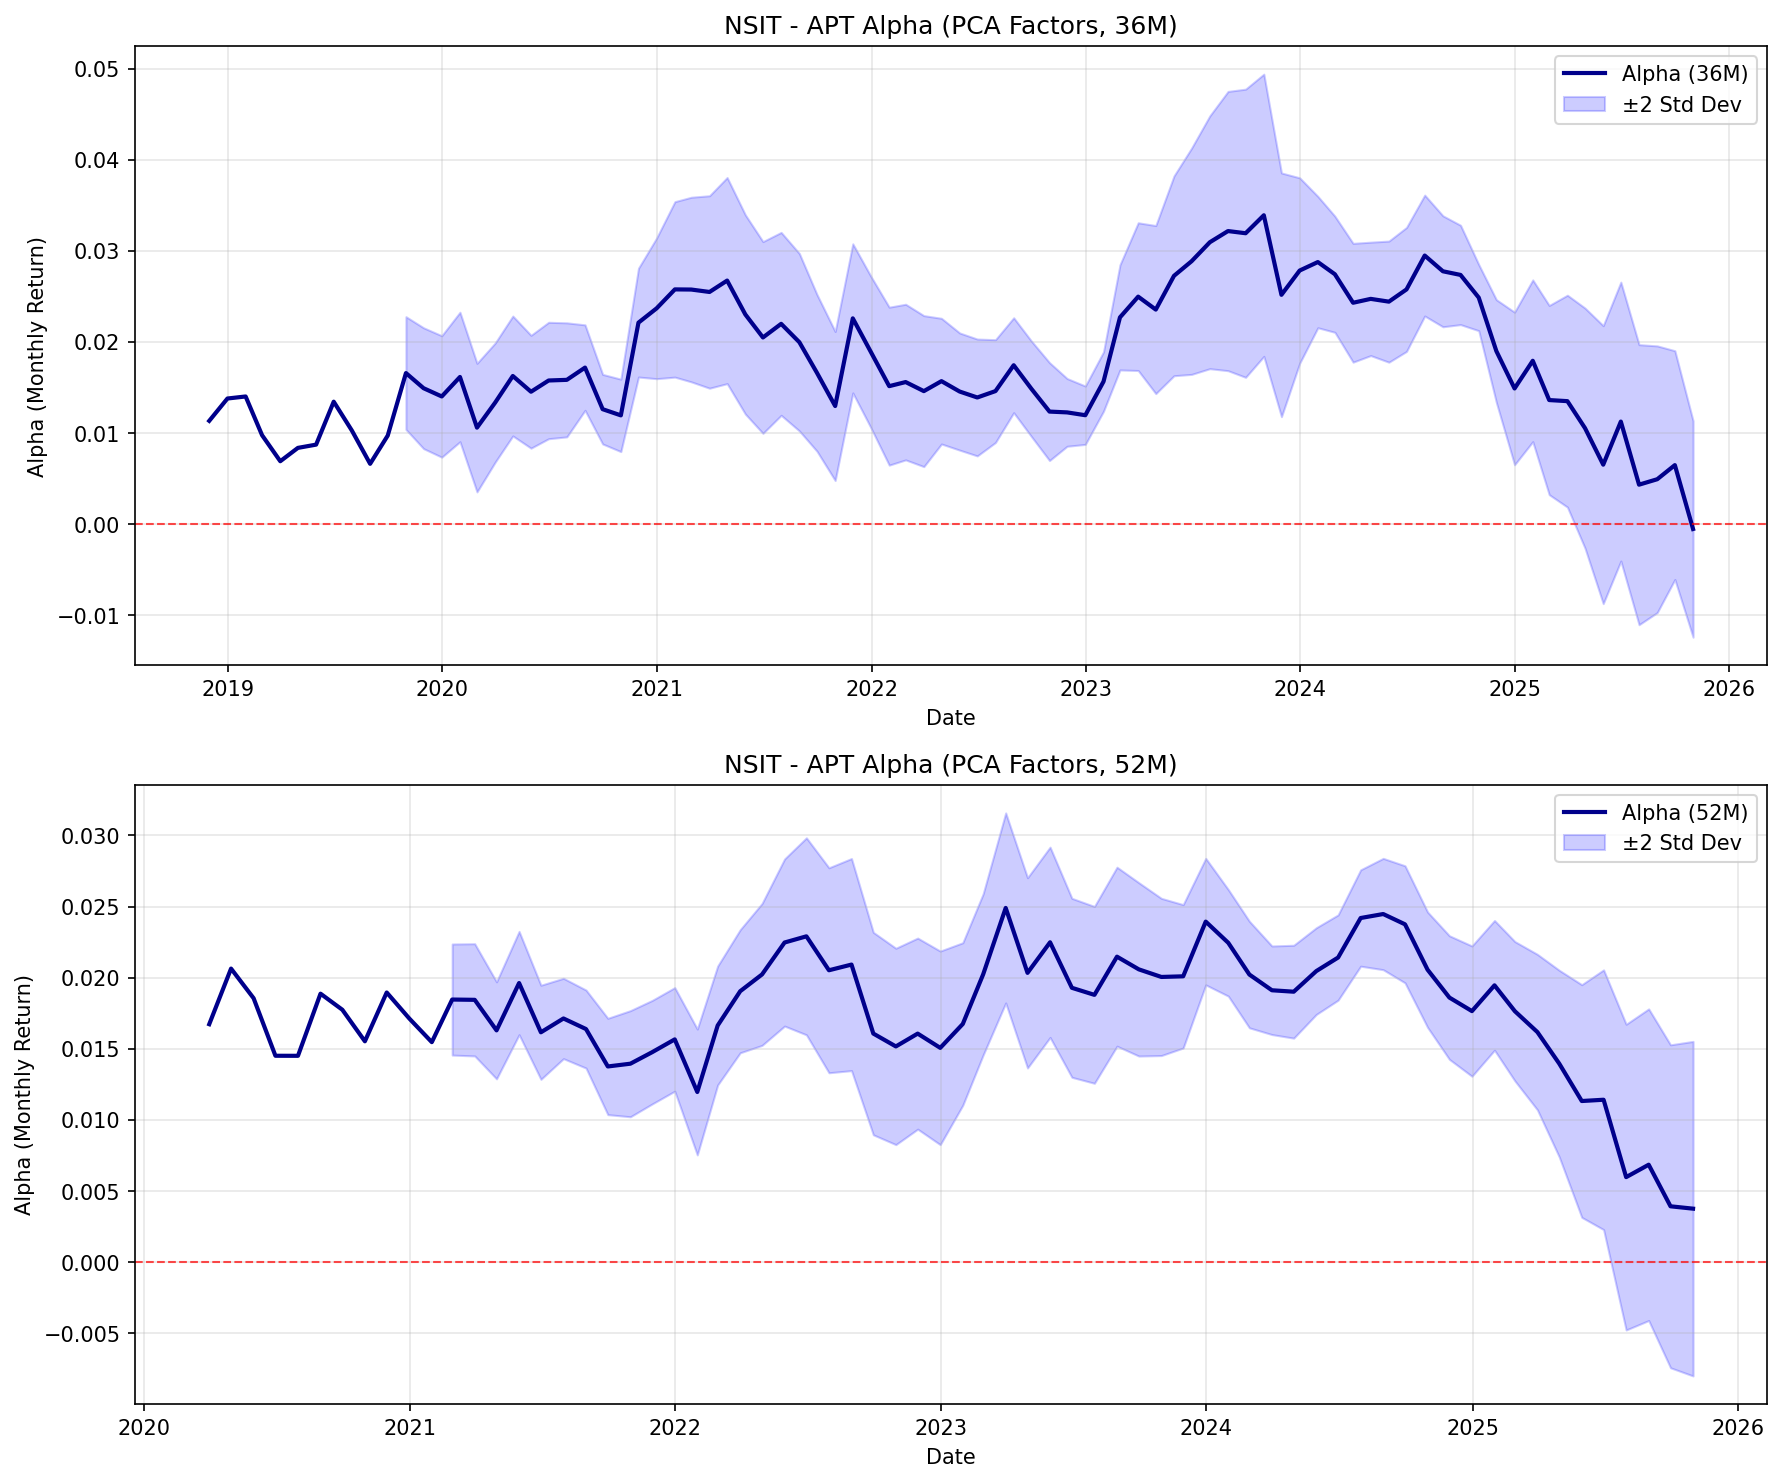 NSIT - APT Alpha (PCA Factors, 36M)
Alpha (36M)
±2 Std Dev
Alpha (Monthly Return)
0.05
0.04
0.03
0.02
0.01
0.00
−0.01
2019 2020 2021 2022 2023 2024 2025 2026
Date
NSIT - APT Alpha (PCA Factors, 52M)
Alpha (52M)
±2 Std Dev
Alpha (Monthly Return)
0.030
0.025
0.020
0.015
0.010
0.005
0.000
−0.005
2020 2021 2022 2023 2024 2025 2026
Date